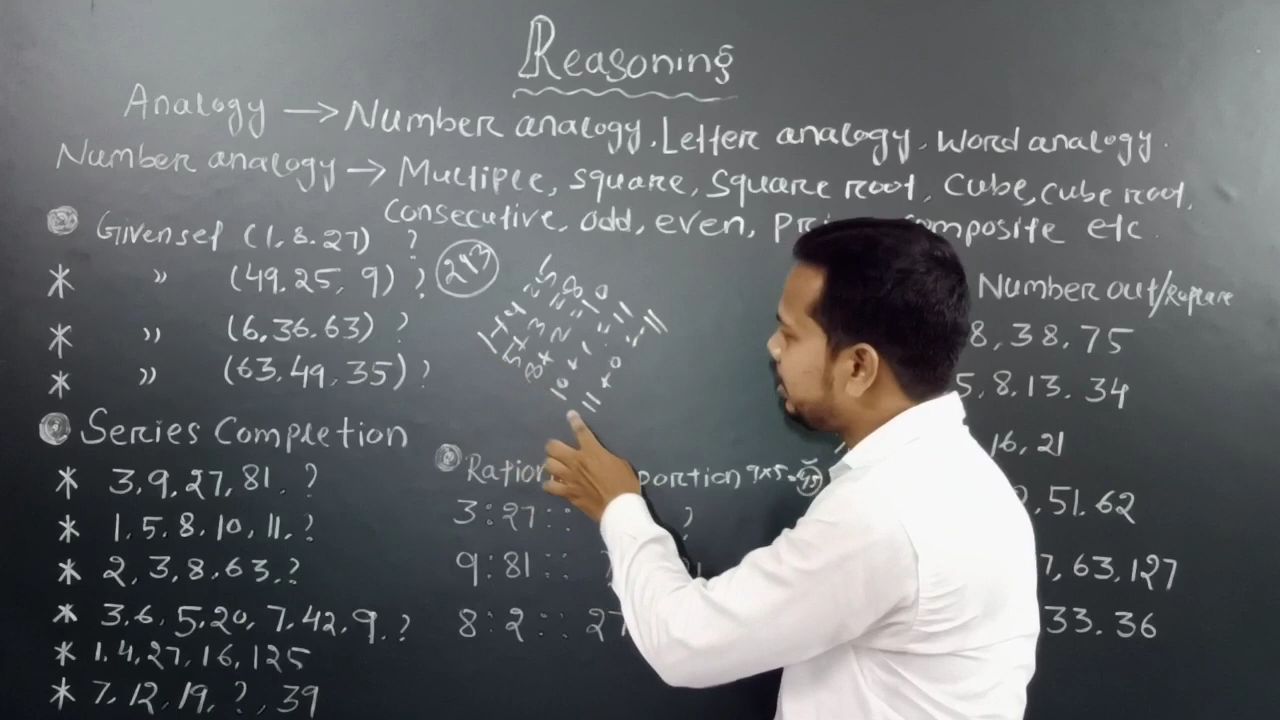 Reasoning
Analogy → Number analogy, Letter analogy, Word analogy.
Number analogy → Multiple, square, Square root, Cube, cube root,
Consecutive, odd, even, composite etc.
Given set (1, 8, 27) ?
* " (49, 25, 9) ?
243
* " (6, 36, 63) ?
* " (63, 49, 35) ?
Series Completion
* 3, 9, 27, 81, ?
* 1, 5, 8, 10, 11, ?
* 2, 3, 8, 63, ?
* 3, 6, 5, 20, 7, 42, 9, ?
* 1, 4, 27, 16, 125
* 7, 12, 19, ?, 39
9x5=45
3:27::
?
9:81::
8:2:: 27
Number out/
8, 38, 75
5, 8, 13, 34
16, 21
51, 62
7, 63, 127
33, 36